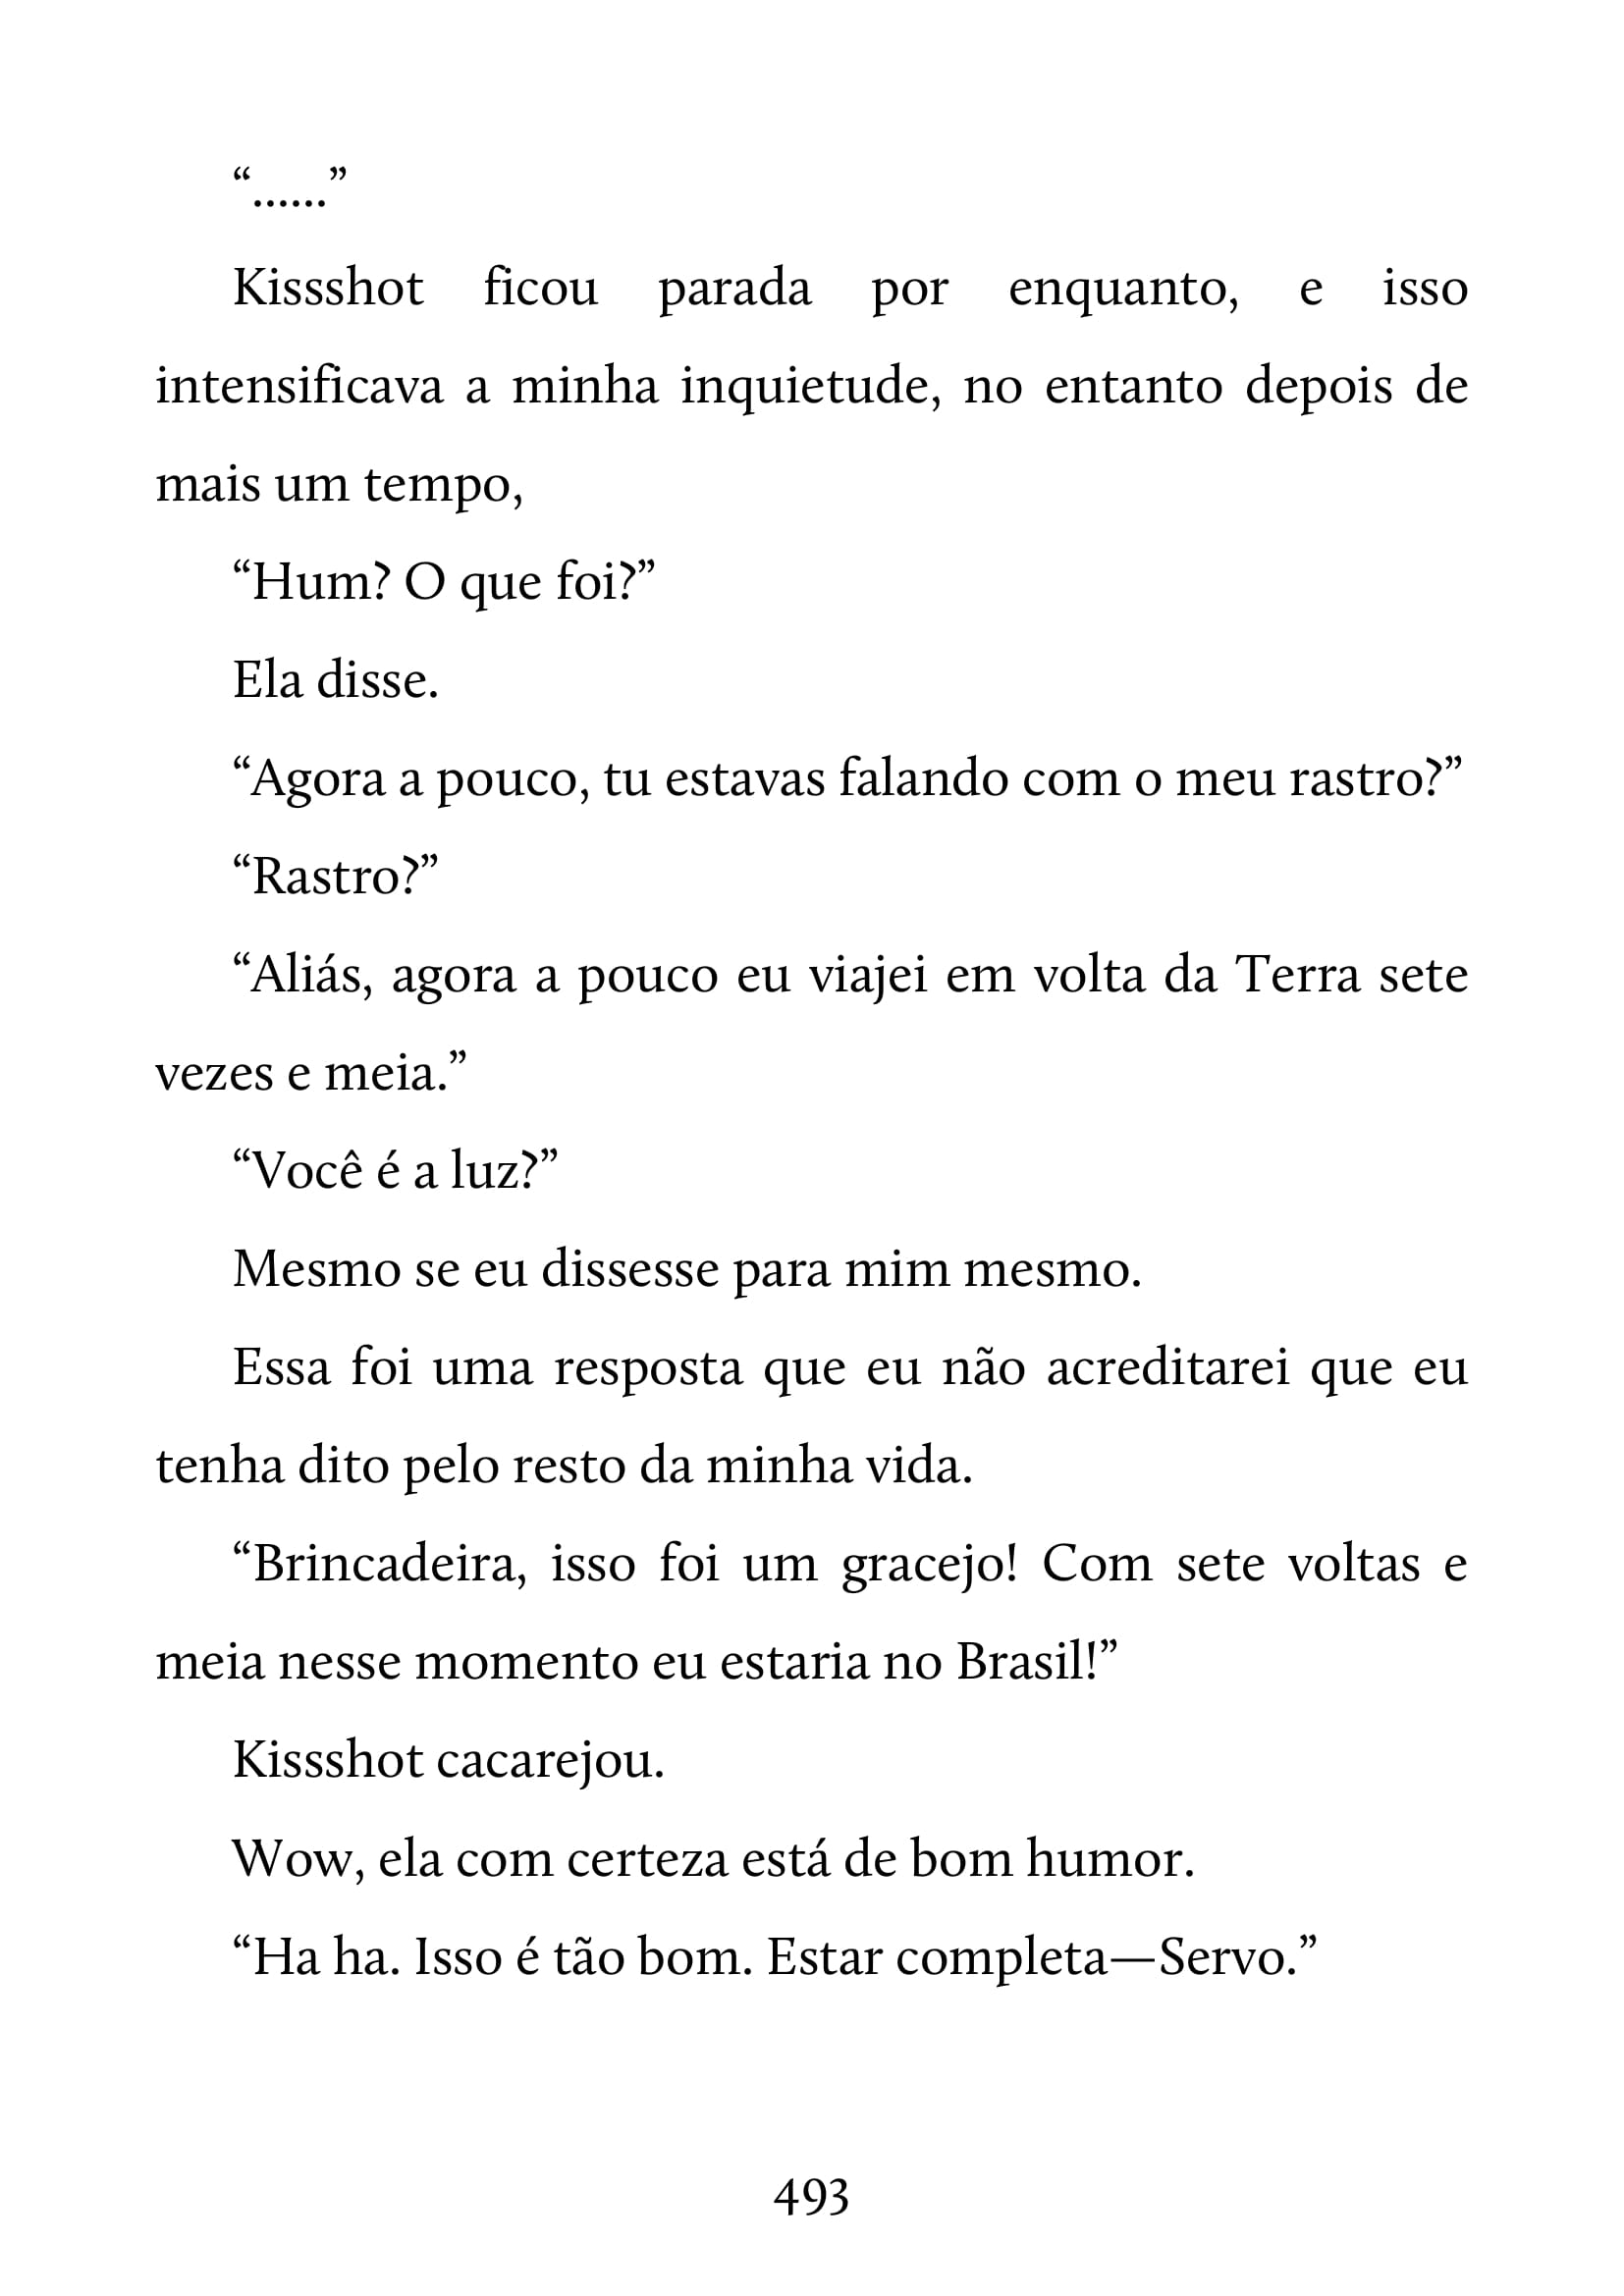 “......”
Kissshot ficou parada por enquanto, e isso
intensificava a minha inquietude, no entanto depois de
mais um tempo,
“Hum? O que foi?”
Ela disse.
“Agora a pouco, tu estavas falando com o meu rastro?”
“Rastro?”
“Aliás, agora a pouco eu viajei em volta da Terra sete
vezes e meia.”
“Você é a luz?”
Mesmo se eu dissesse para mim mesmo.
Essa foi uma resposta que eu não acreditarei que eu
tenha dito pelo resto da minha vida.
“Brincadeira, isso foi um gracejo! Com sete voltas e
meia nesse momento eu estaria no Brasil!”
Kissshot cacarejou.
Wow, ela com certeza está de bom humor.
“Ha ha. Isso é tão bom. Estar completa—Servo.”
493